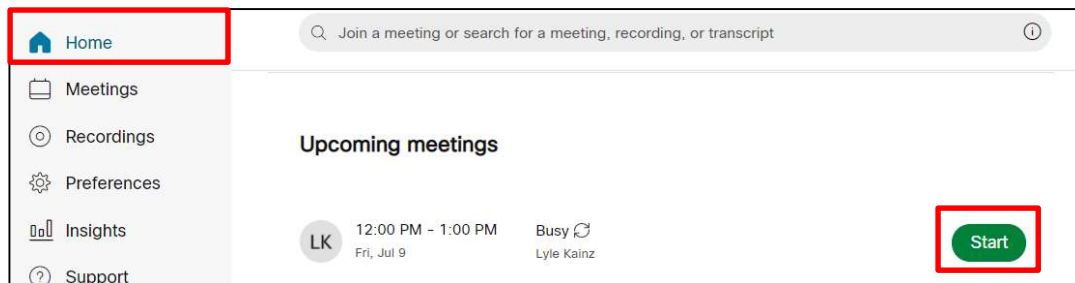 Home
Join a meeting or search for a meeting, recording, or transcript
Meetings
Recordings
Preferences
Insights
Support
Upcoming meetings
LK
12:00 PM - 1:00 PM
Fri, Jul 9
Busy
Lyle Kainz
Start